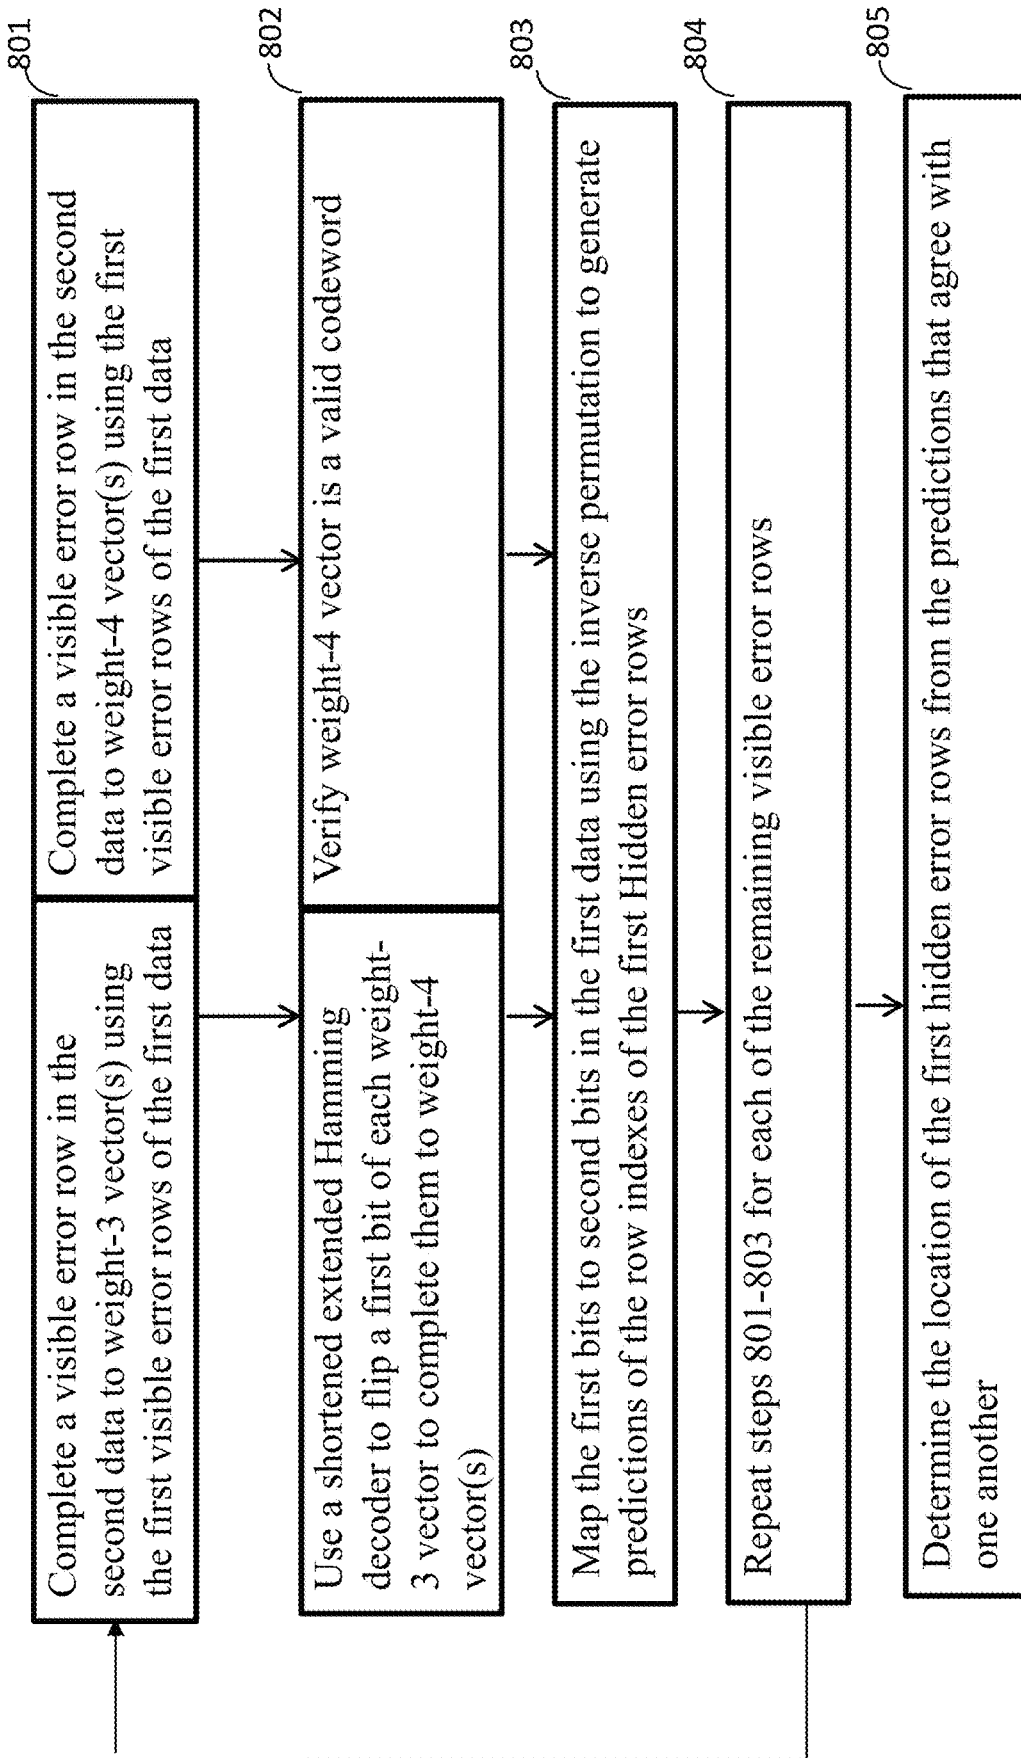 801
Complete a visible error row in the
second data to weight-3 vector(s) using
the first visible error rows of the first data
Complete a visible error row in the second
data to weight-4 vector(s) using the first
visible error rows of the first data
802
Use a shortened extended Hamming
decoder to flip a first bit of each weight-
3 vector to complete them to weight-4
vector(s)
Verify weight-4 vector is a valid codeword
803
Map the first bits to second bits in the first data using the inverse permutation to generate
predictions of the row indexes of the first Hidden error rows
804
Repeat steps 801-803 for each of the remaining visible error rows
805
Determine the location of the first hidden error rows from the predictions that agree with
one another